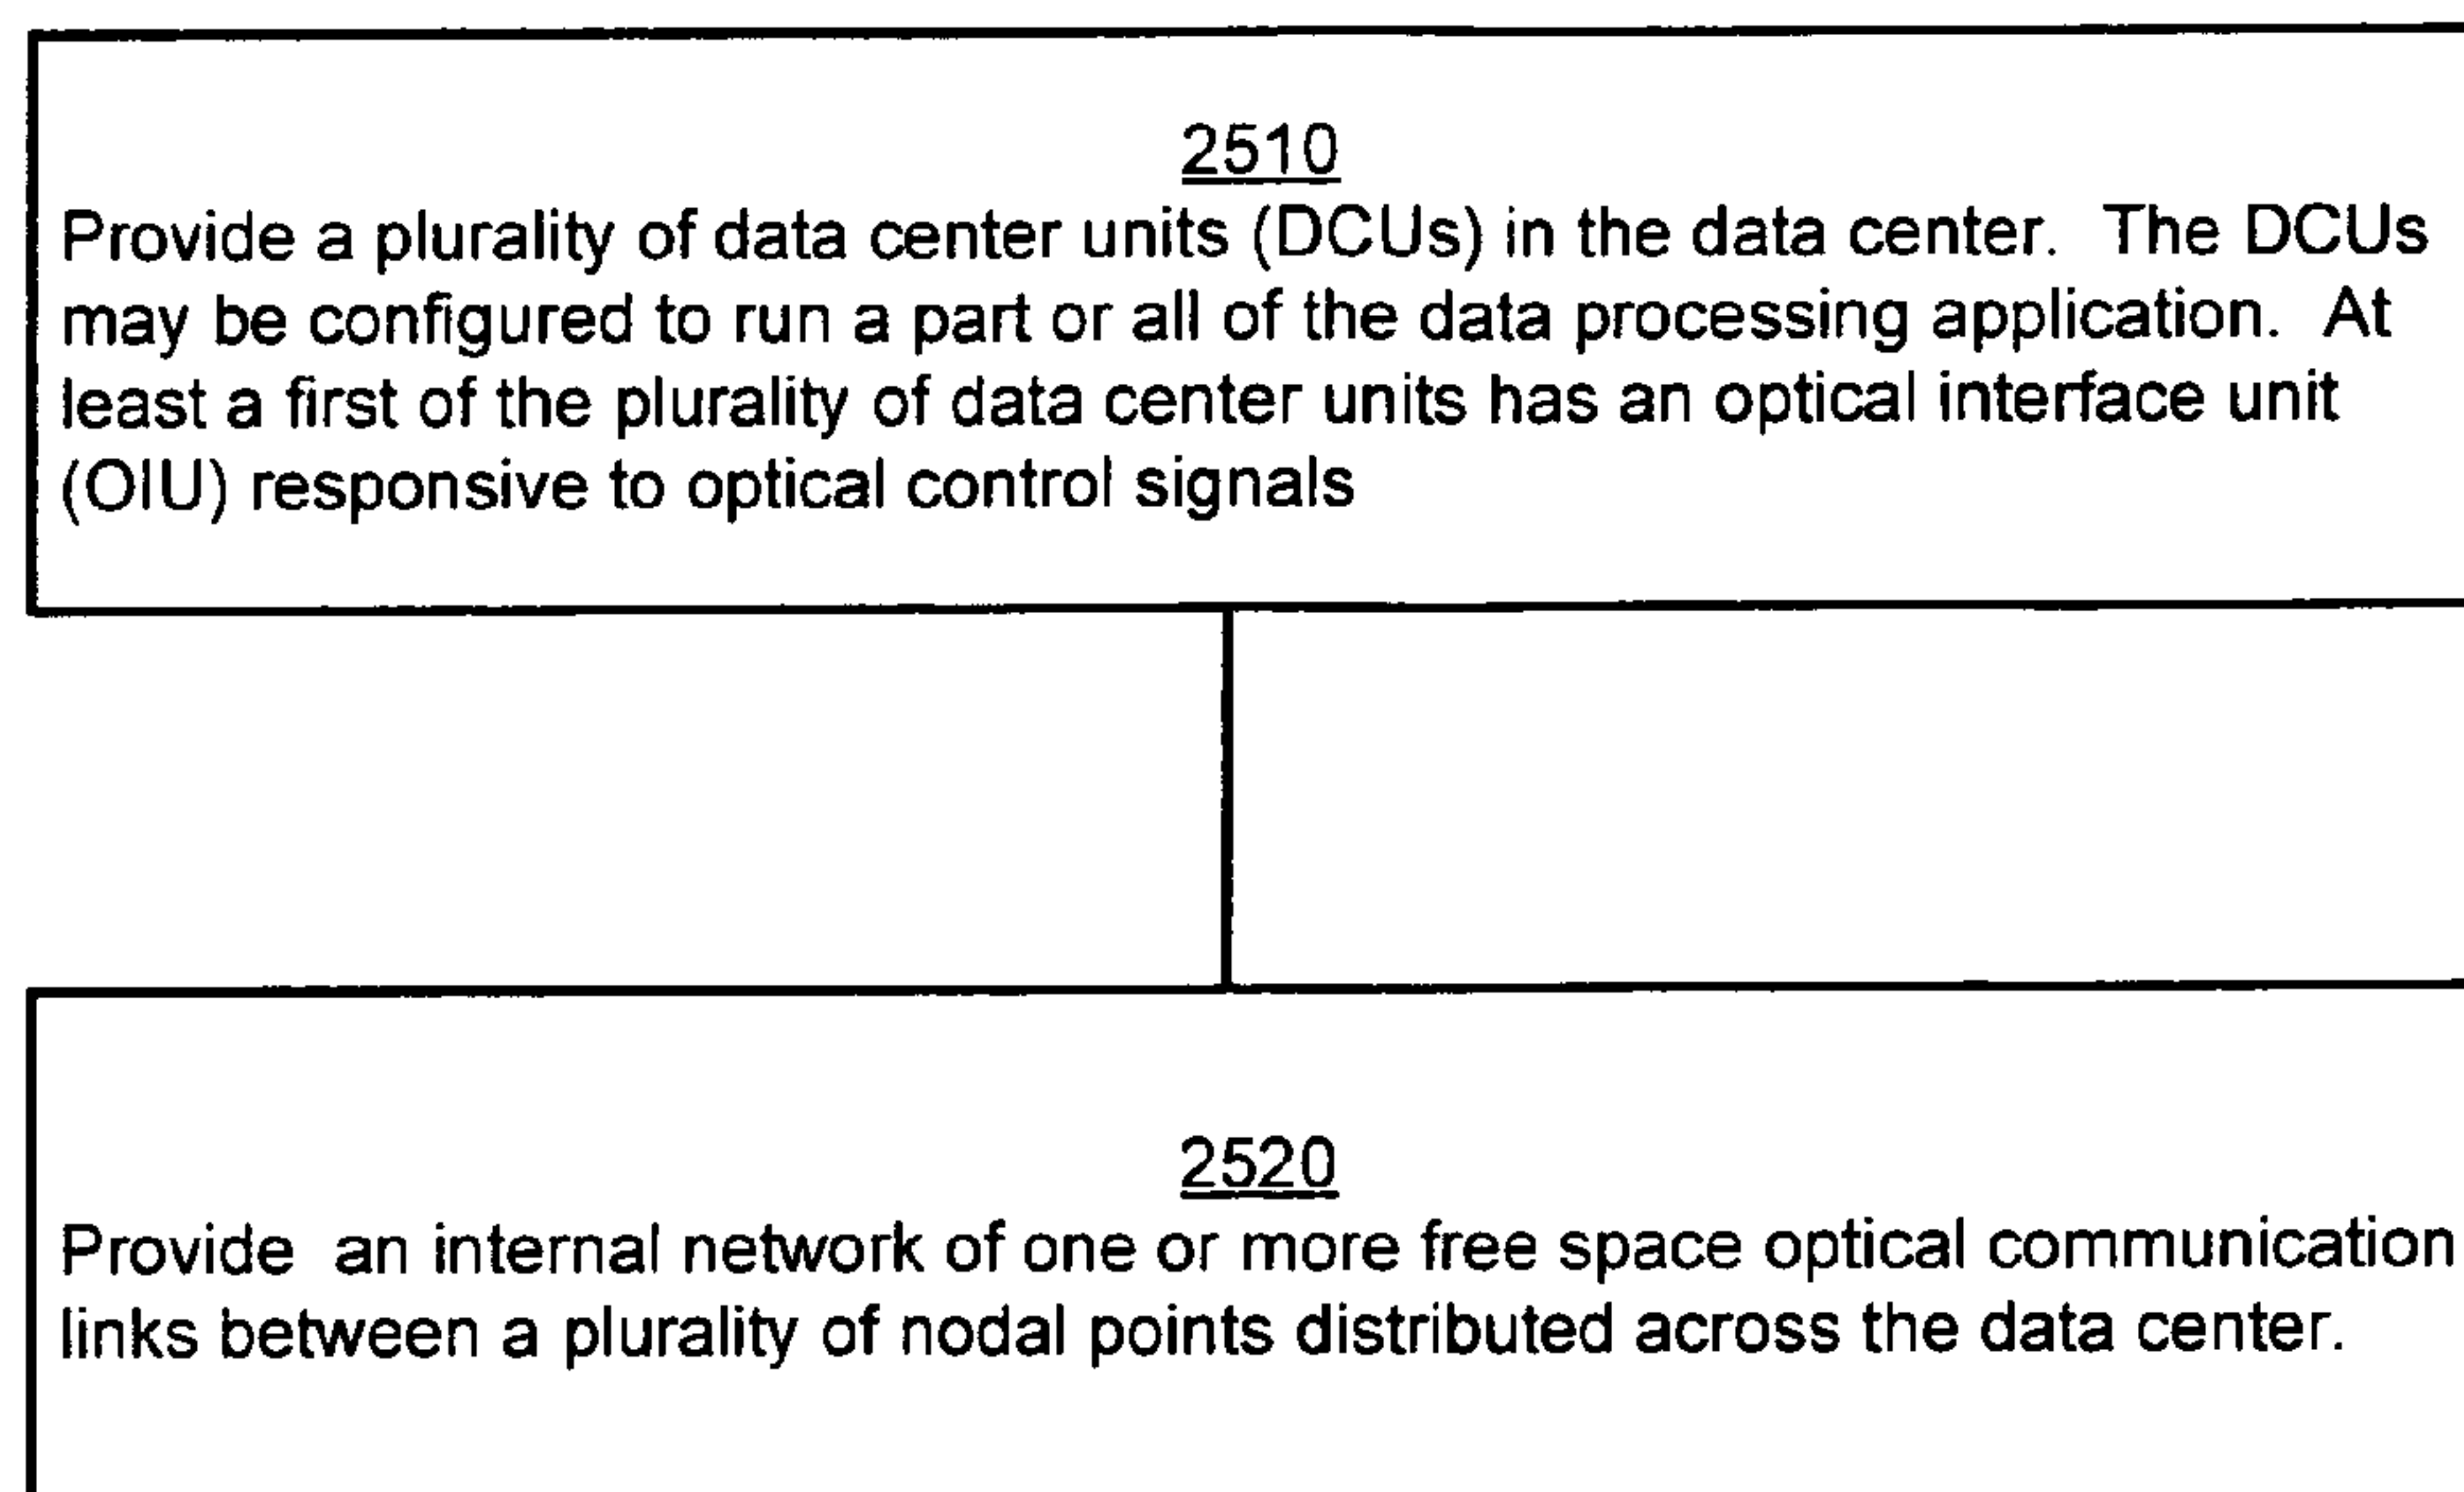 2510
Provide a plurality of data center units (DCUs) in the data center. The DCUs
may be configured to run a part or all of the data processing application. At
least a first of the plurality of data center units has an optical interface unit
(OIU) responsive to optical control signals
2520
Provide an internal network of one or more free space optical communication
links between a plurality of nodal points distributed across the data center.